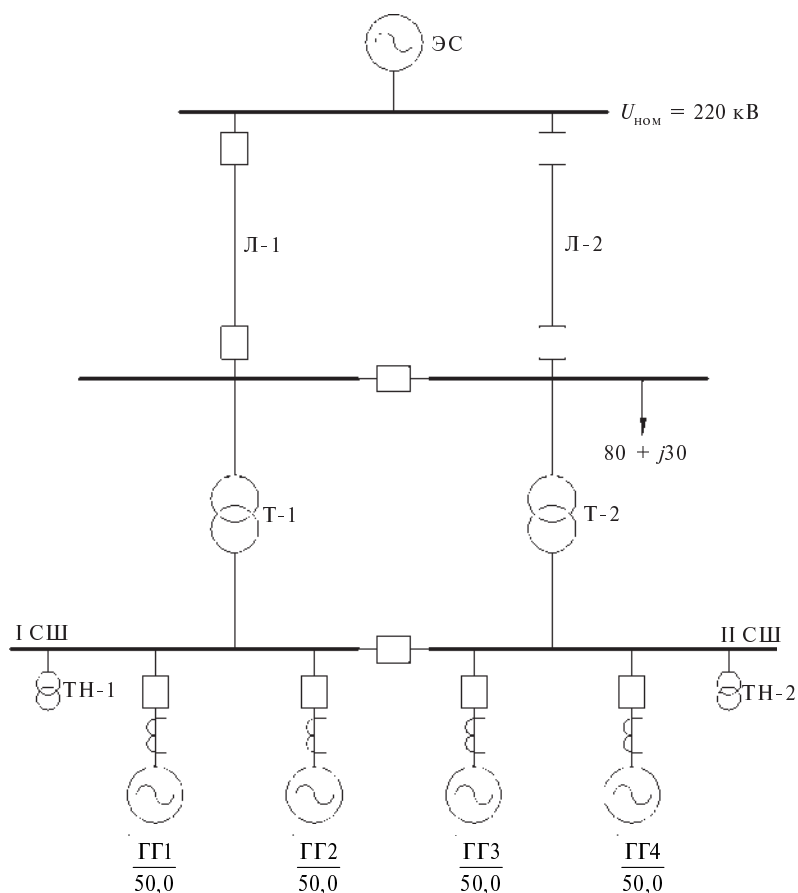 ЭС
Uном = 220 кВ
Л-1
Л-2
80 + j30
Т-1
Т-2
I СШ
II СШ
ТН-1
ТН-2
ГГ1
50,0
ГГ2
50,0
ГГ3
50,0
ГГ4
50,0